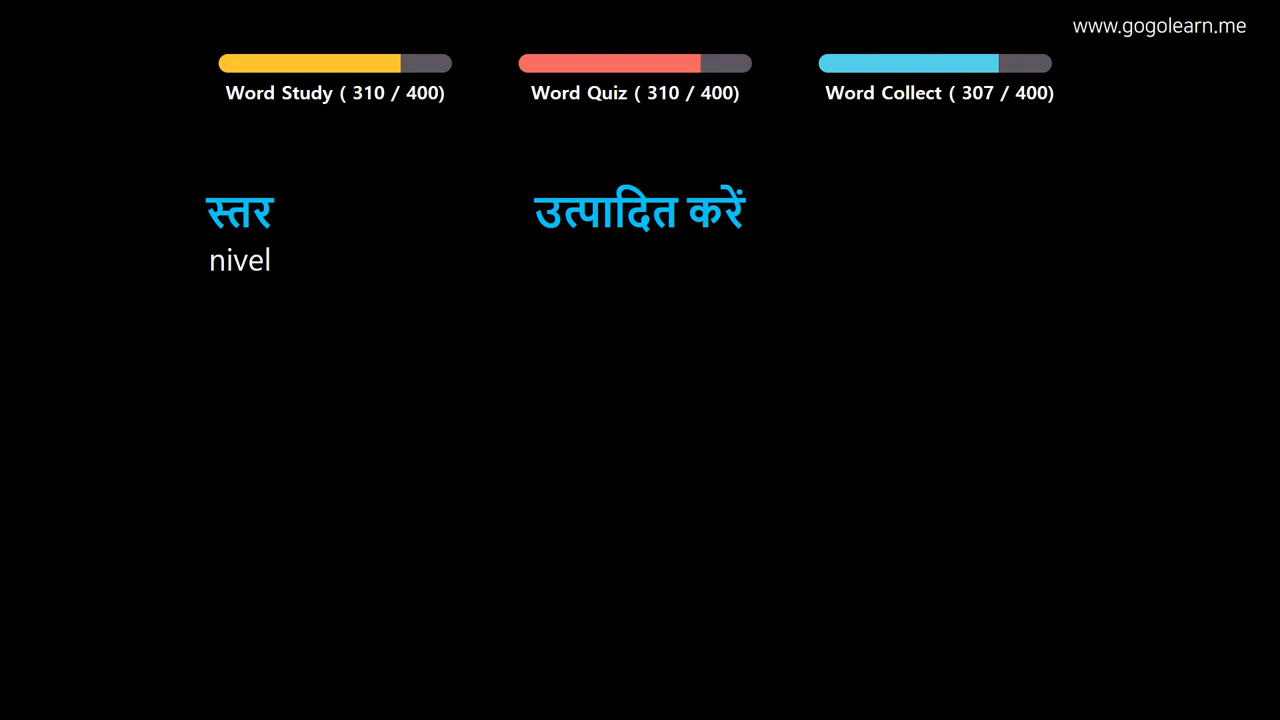 www.gogolearn.me
Word Study ( 310 / 400)
Word Quiz ( 310 / 400)
Word Collect ( 307 / 400)
स्तर
उत्पादित करें
nivel